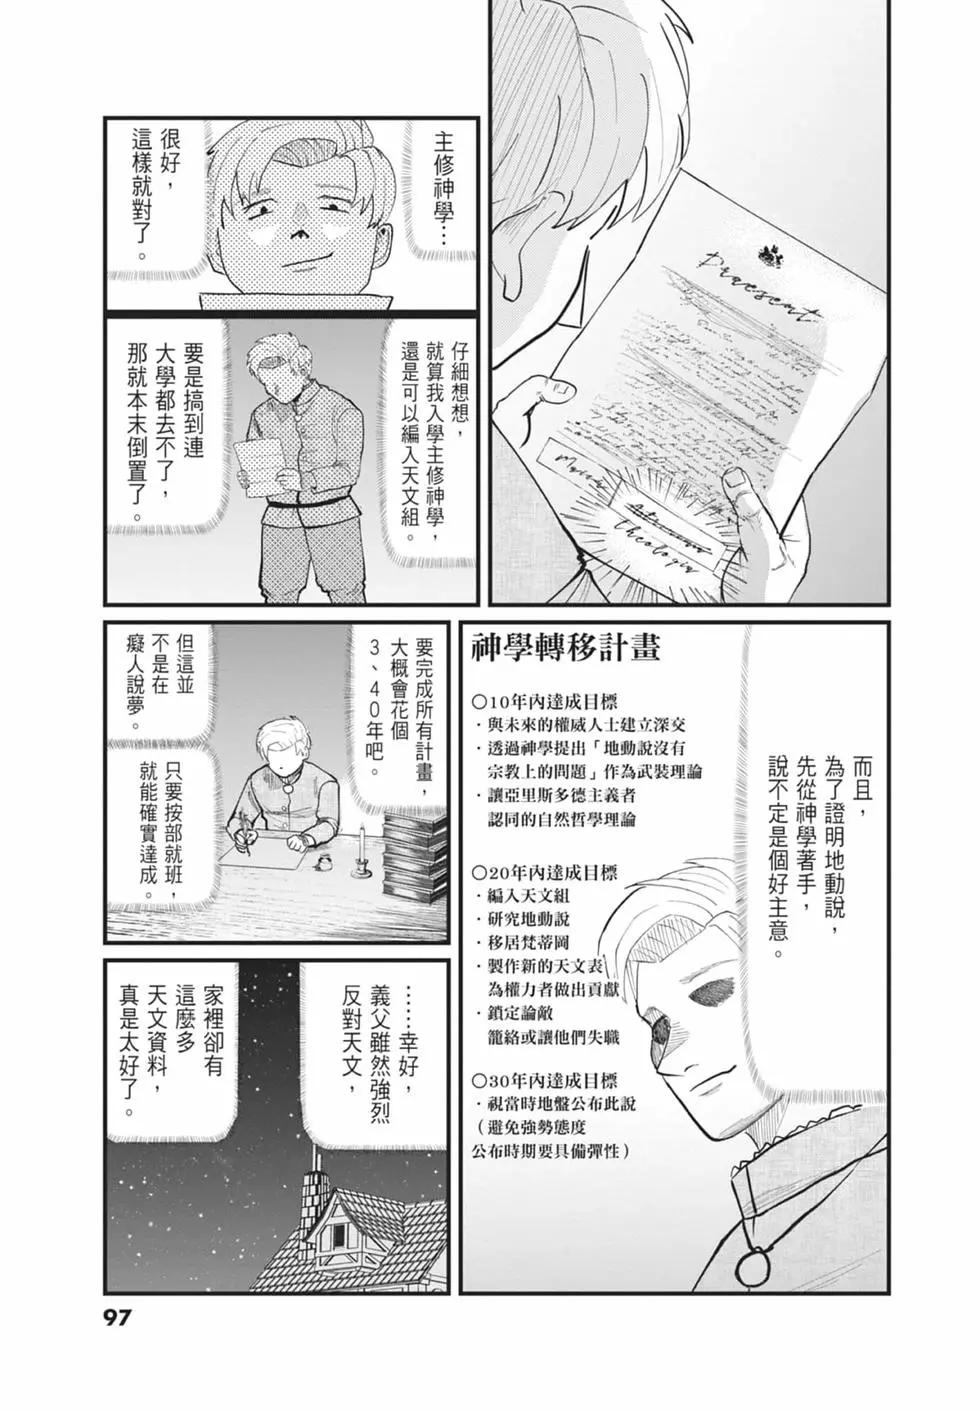 Praesent
theologia
主修神學…
很好，
這樣就對了。
仔細想想，
就算我入學主修神學，
還是可以編入天文組。
要是搞到連
大學都去不了，
那就本末倒置了。
而且，
為了證明地動說，
先從神學著手，
說不定是個好主意。
神學轉移計畫
○10年內達成目標
．與未來的權威人士建立深交
．透過神學提出「地動說沒有
宗教上的問題」作為武裝理論
．讓亞里斯多德主義者
認同的自然哲學理論
○20年內達成目標
．編入天文組
．研究地動說
．移居梵蒂岡
．製作新的天文表
為權力者做出貢獻
．鎖定論敵
籠絡或讓他們失職
○30年內達成目標
．視當時地盤公布此說
（避免強勢態度
公布時期要具備彈性）
要完成所有計畫，
大概會花個
3、40年吧。
但這並
不是在
癡人說夢。
只要按部就班，
就能確實達成。
……幸好，
義父雖然強烈
反對天文，
家裡卻有
這麼多
天文資料，
真是太好了。
97